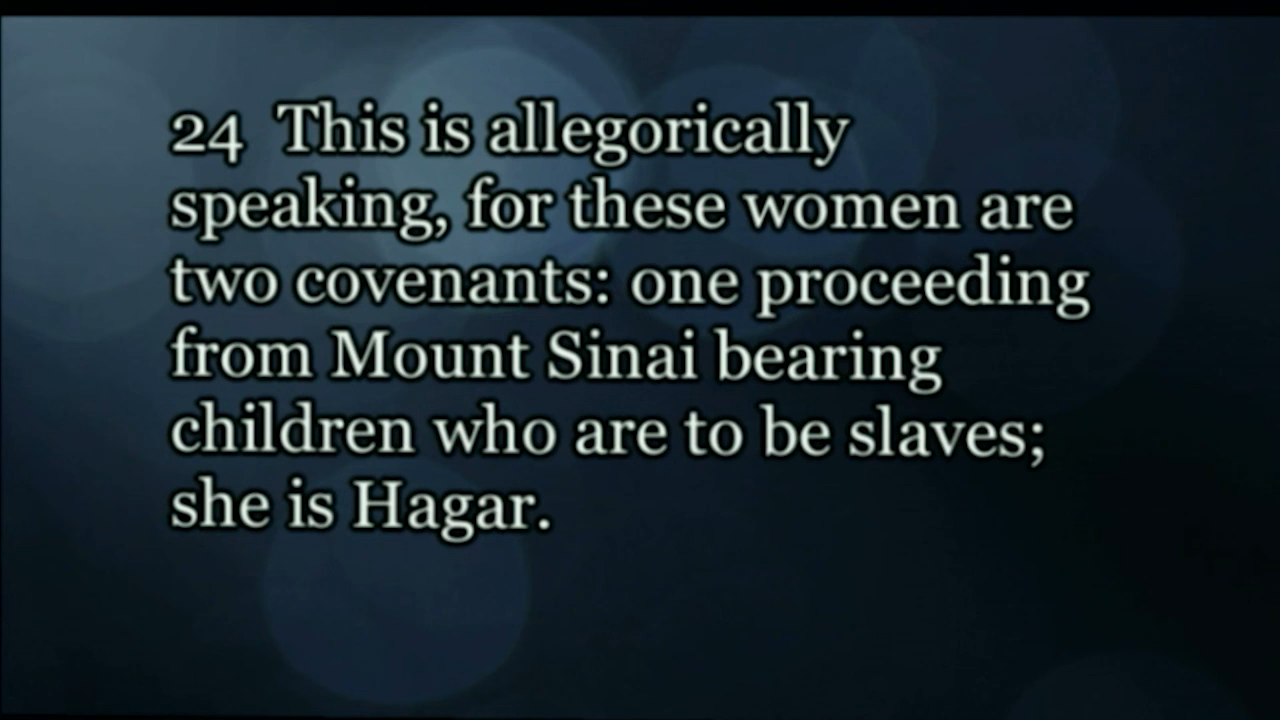 24 This is allegorically
speaking, for these women are
two covenants: one proceeding
from Mount Sinai bearing
children who are to be slaves;
she is Hagar.